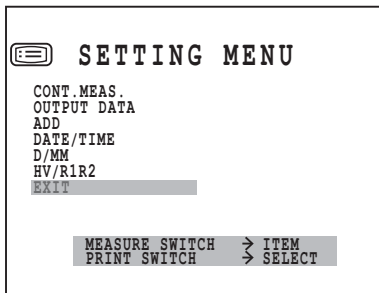 SETTING MENU
CONT.MEAS.
OUTPUT DATA
ADD
DATE/TIME
D/MM
HV/R1R2
EXIT
MEASURE SWITCH → ITEM
PRINT SWITCH → SELECT